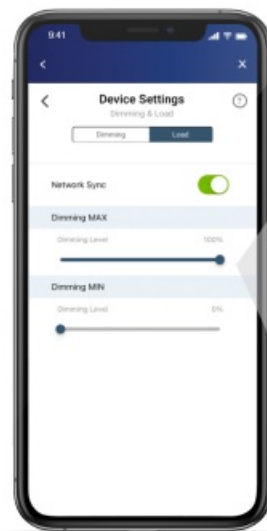 9:41
Device Settings
Dimming & Load
Dimming Load
Network Sync
Dimming MAX
Dimming Level 100%
Dimming MIN
Dimming Level 0%